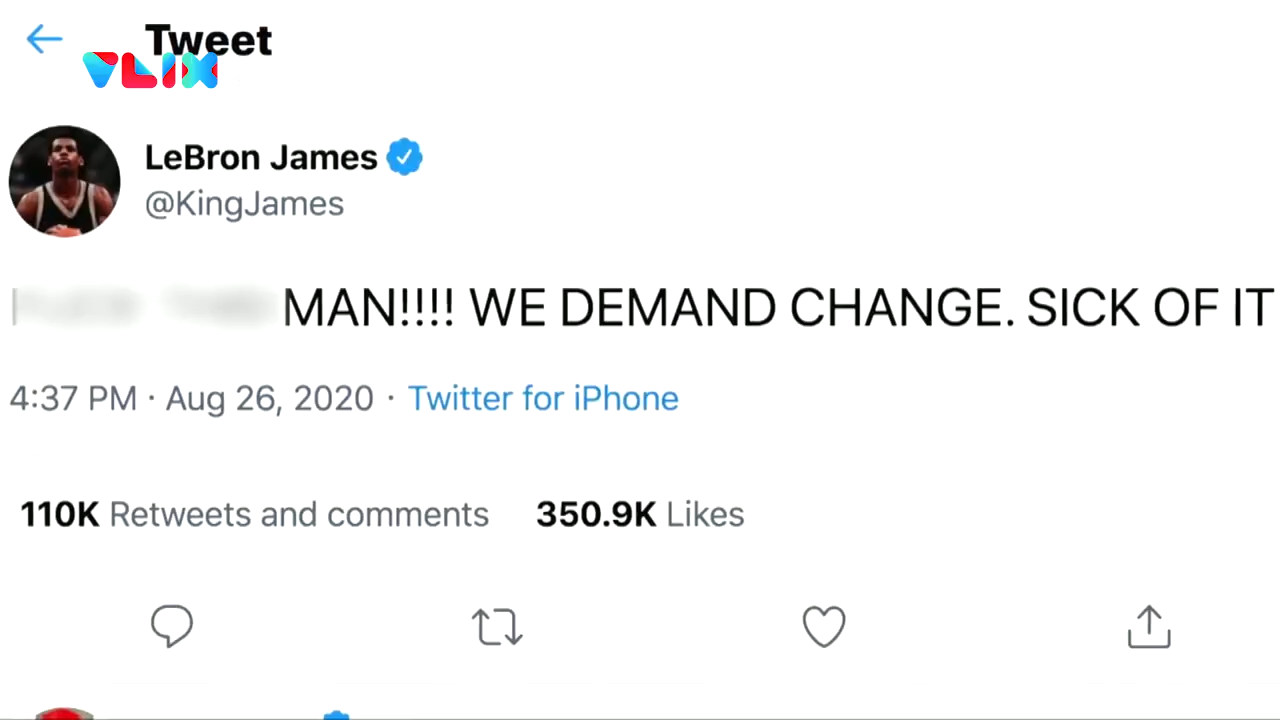 Tweet
VLIX
LeBron James
@KingJames
MAN!!!! WE DEMAND CHANGE. SICK OF IT
4:37 PM · Aug 26, 2020 · Twitter for iPhone
110K Retweets and comments 350.9K Likes